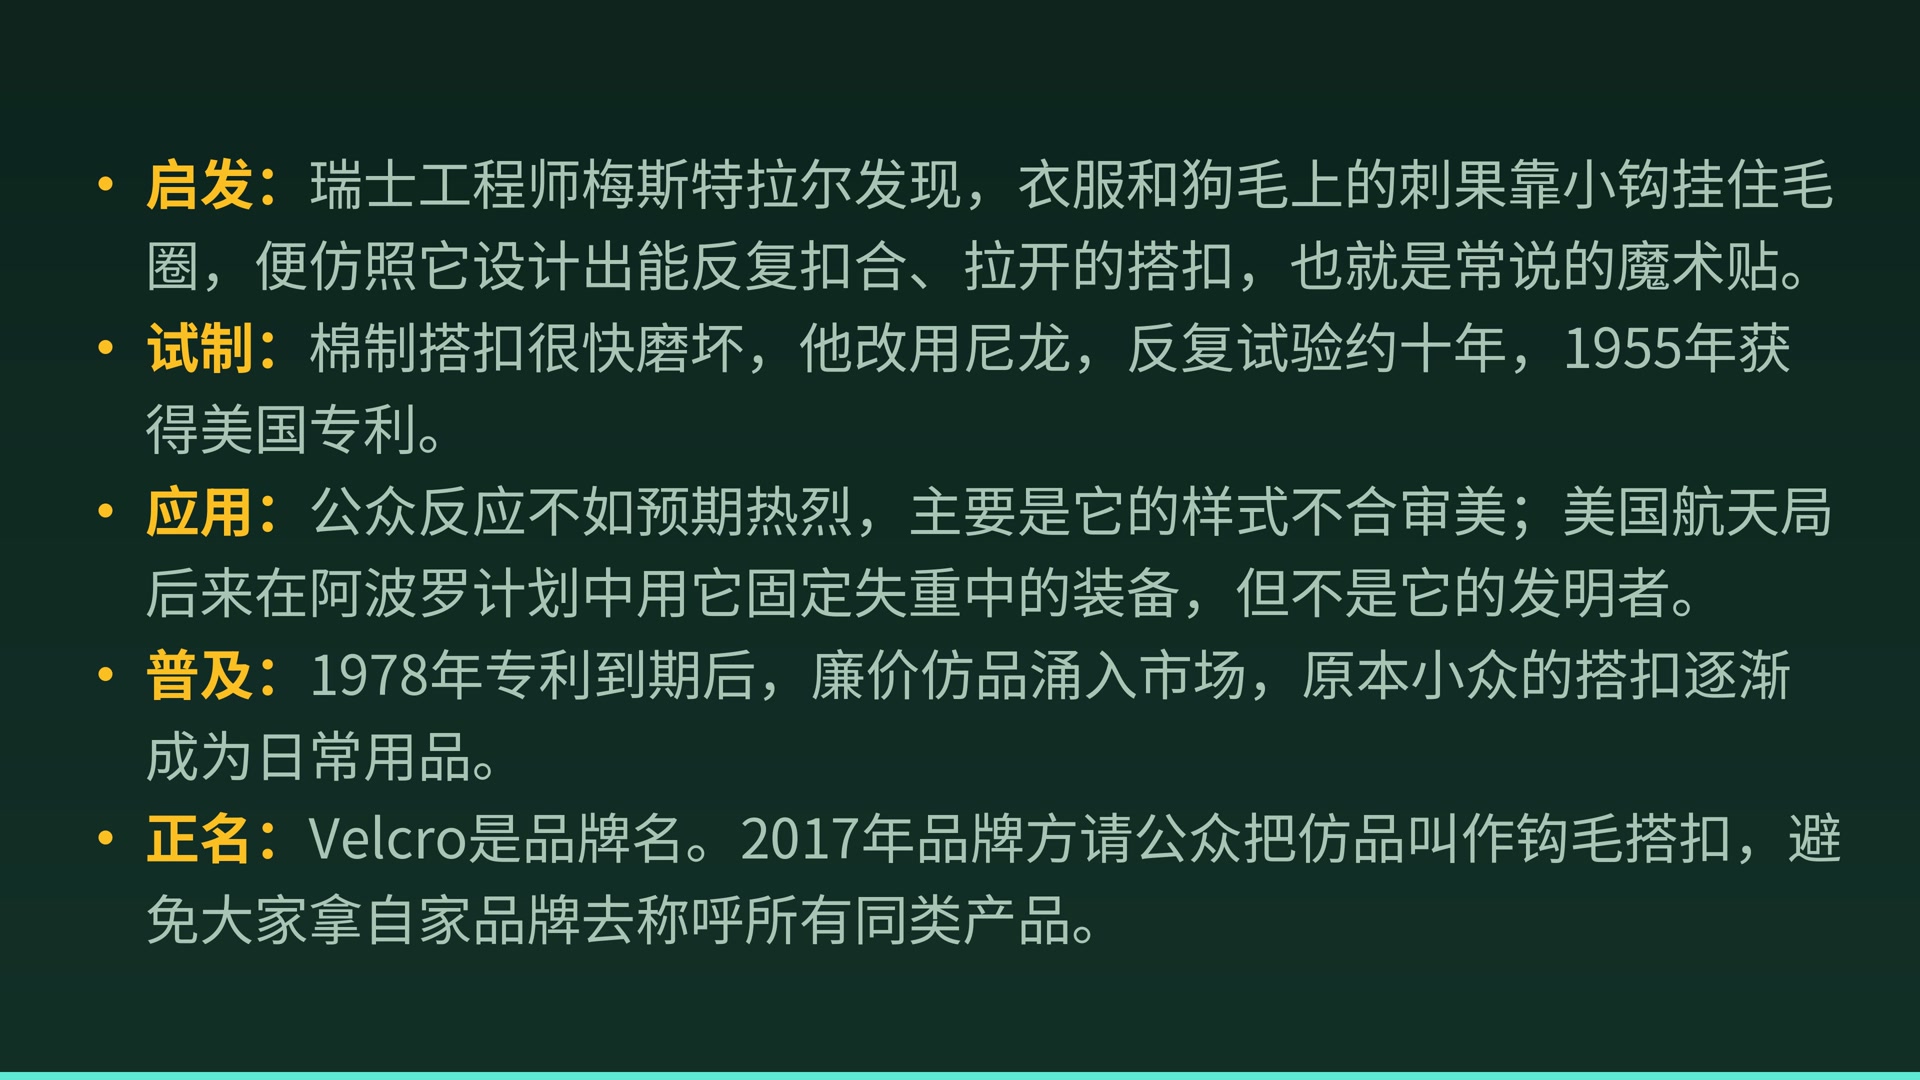 • 启发：瑞士工程师梅斯特拉尔发现，衣服和狗毛上的刺果靠小钩挂住毛
圈，便仿照它设计出能反复扣合、拉开的搭扣，也就是常说的魔术贴。
• 试制：棉制搭扣很快磨坏，他改用尼龙，反复试验约十年，1955年获
得美国专利。
• 应用：公众反应不如预期热烈，主要是它的样式不合审美；美国航天局
后来在阿波罗计划中用它固定失重中的装备，但不是它的发明者。
• 普及：1978年专利到期后，廉价仿品涌入市场，原本小众的搭扣逐渐
成为日常用品。
• 正名：Velcro是品牌名。2017年品牌方请公众把仿品叫作钩毛搭扣，避
免大家拿自家品牌去称呼所有同类产品。